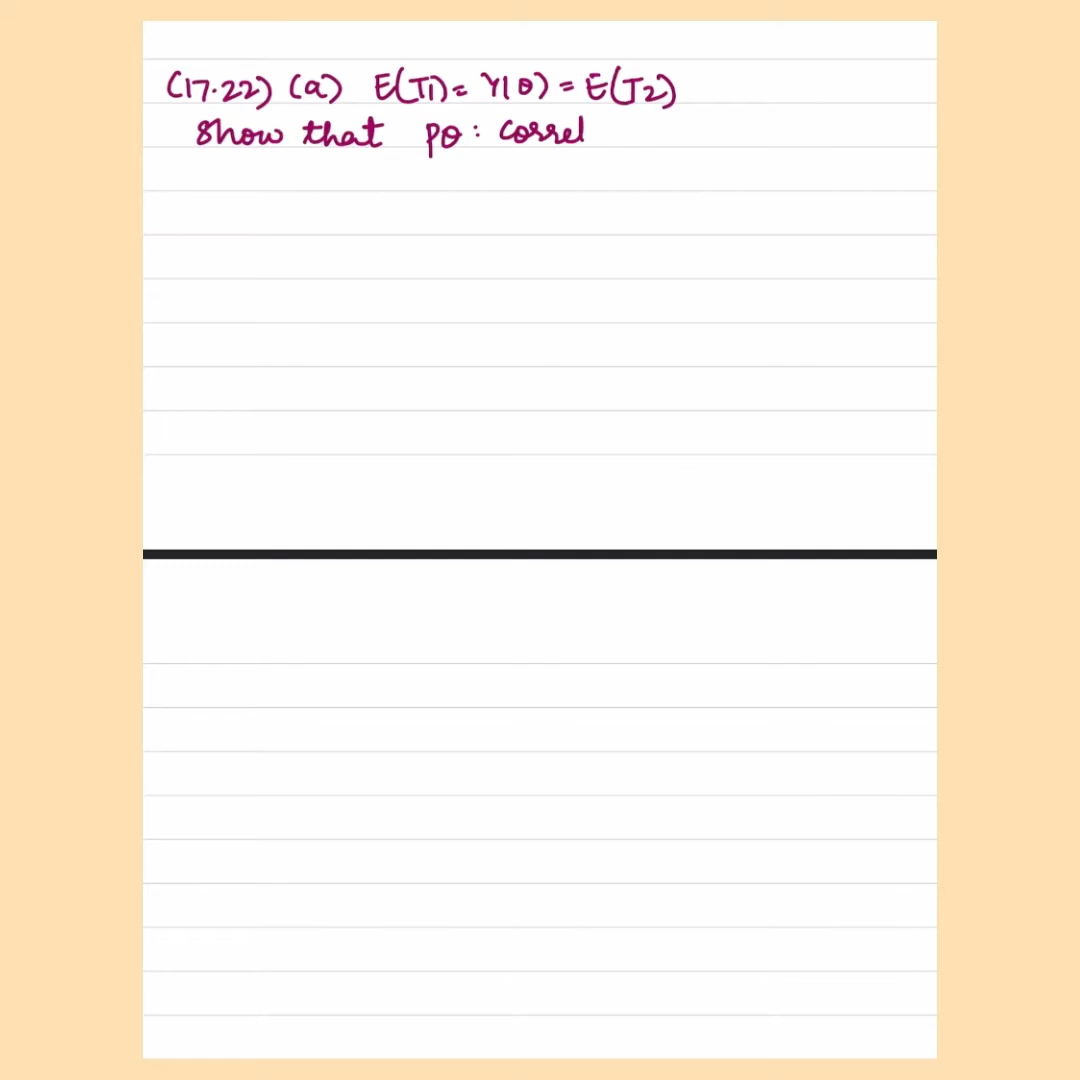 (17.22) (a) E(T1) = γ(θ) = E(T2)
Show that ρθ : Correl